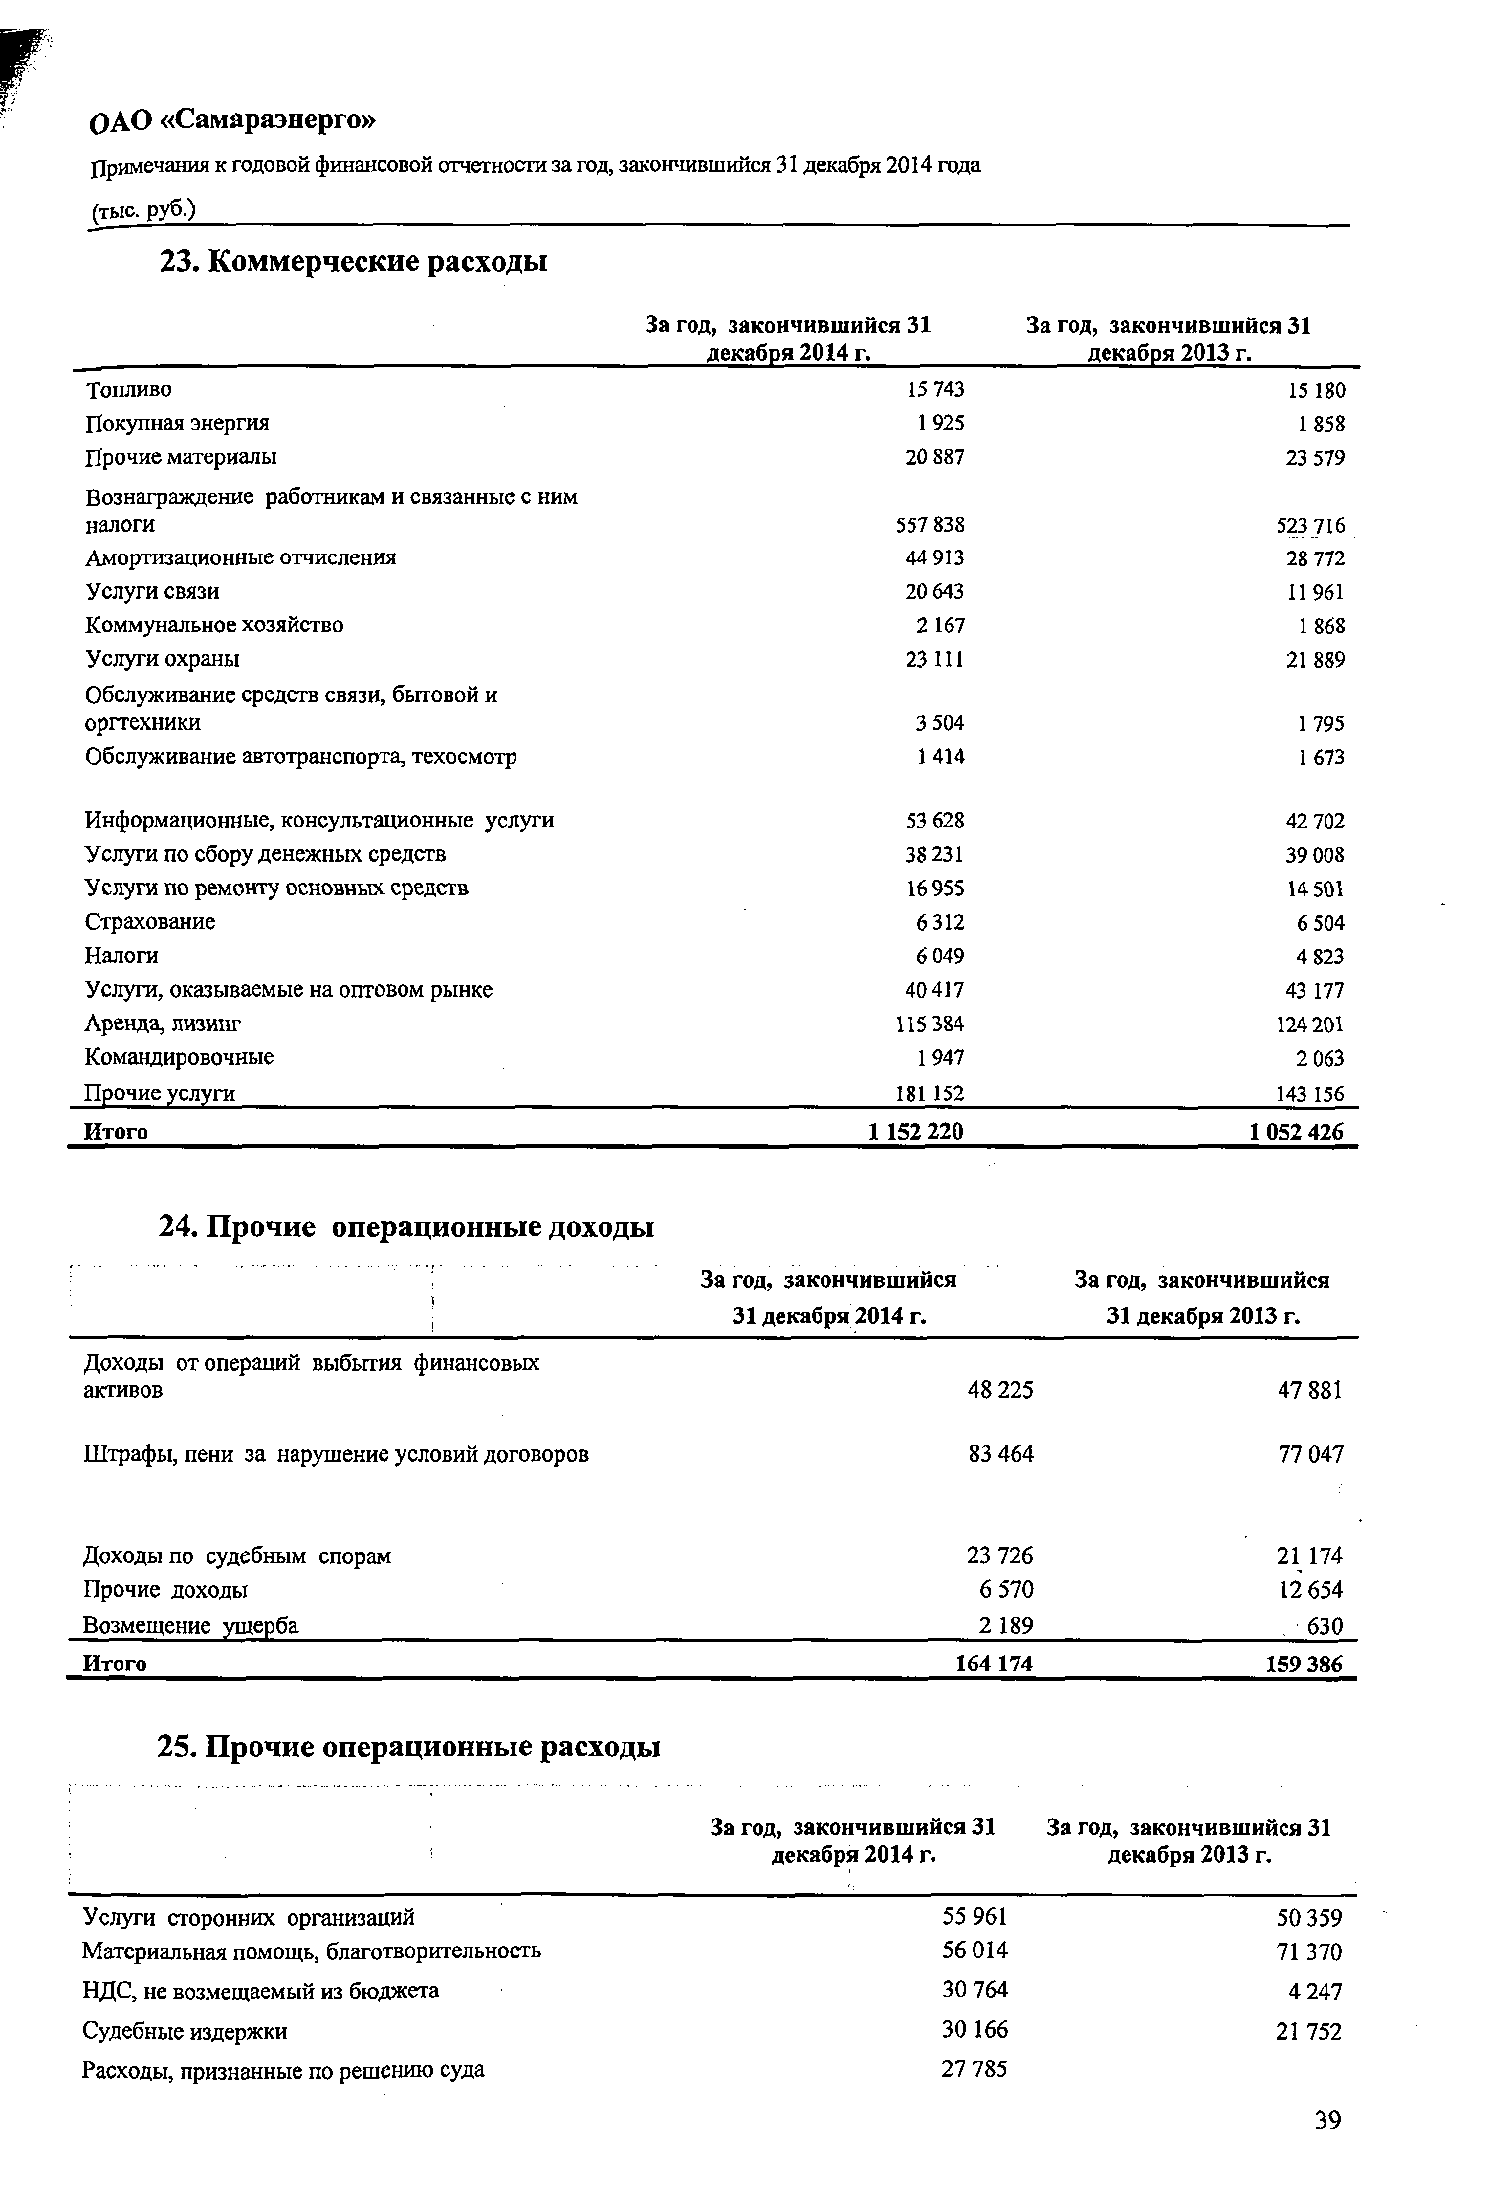 ОАО «Самараэнерго»
Примечания к годовой финансовой отчетности за год, закончившийся 31 декабря 2014 года
(тыс. руб.)
23. Коммерческие расходы
За год, закончившийся 31 За год, закончившийся 31
декабря 2014 г. декабря 2013 г.
Топливо 15 743 15 180
Покупная энергия 1 925 1 858
Прочие материалы 20 887 23 579
Вознаграждение работникам и связанные с ним
налоги 557 838 523 716
Амортизационные отчисления 44 913 28 772
Услуги связи 20 643 11 961
Коммунальное хозяйство 2 167 1 868
Услуги охраны 23 111 21 889
Обслуживание средств связи, бытовой и
оргтехники 3 504 1 795
Обслуживание автотранспорта, техосмотр 1 414 1 673
Информационные, консультационные услуги 53 628 42 702
Услуги по сбору денежных средств 38 231 39 008
Услуги по ремонту основных средств 16 955 14 501
Страхование 6 312 6 504
Налоги 6 049 4 823
Услуги, оказываемые на оптовом рынке 40 417 43 177
Аренда, лизинг 115 384 124 201
Командировочные 1 947 2 063
Прочие услуги 181 152 143 156
Итого 1 152 220 1 052 426
24. Прочие операционные доходы
За год, закончившийся За год, закончившийся
31 декабря 2014 г. 31 декабря 2013 г.
Доходы от операций выбытия финансовых
активов 48 225 47 881
Штрафы, пени за нарушение условий договоров 83 464 77 047
Доходы по судебным спорам 23 726 21 174
Прочие доходы 6 570 12 654
Возмещение ущерба 2 189 630
Итого 164 174 159 386
25. Прочие операционные расходы
За год, закончившийся 31 За год, закончившийся 31
декабря 2014 г. декабря 2013 г.
Услуги сторонних организаций 55 961 50 359
Материальная помощь, благотворительность 56 014 71 370
НДС, не возмещаемый из бюджета 30 764 4 247
Судебные издержки 30 166 21 752
Расходы, признанные по решению суда 27 785
39